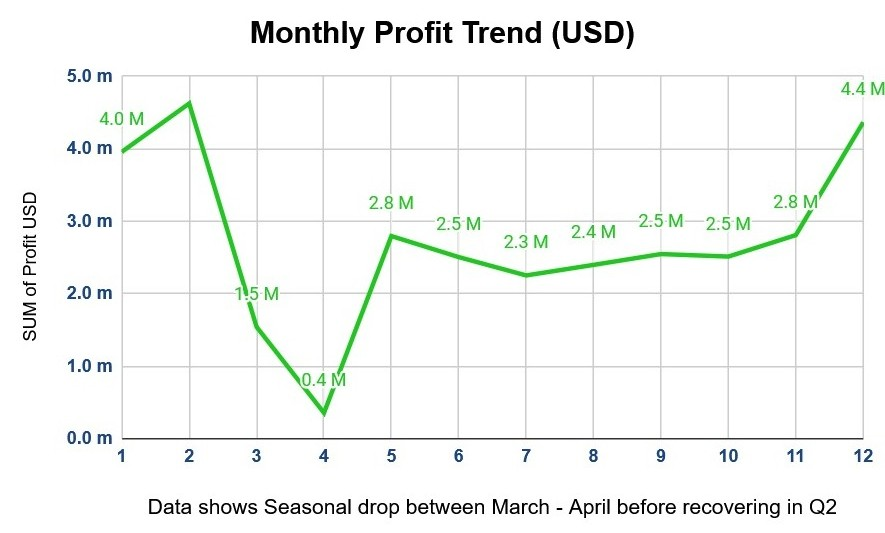 Monthly Profit Trend (USD)
SUM of Profit USD
5.0 m
4.0 m
3.0 m
2.0 m
1.0 m
0.0 m
4.0 M
1.5 M
0.4 M
2.8 M
2.5 M
2.3 M
2.4 M
2.5 M
2.5 M
2.8 M
4.4 M
1 2 3 4 5 6 7 8 9 10 11 12
Data shows Seasonal drop between March - April before recovering in Q2